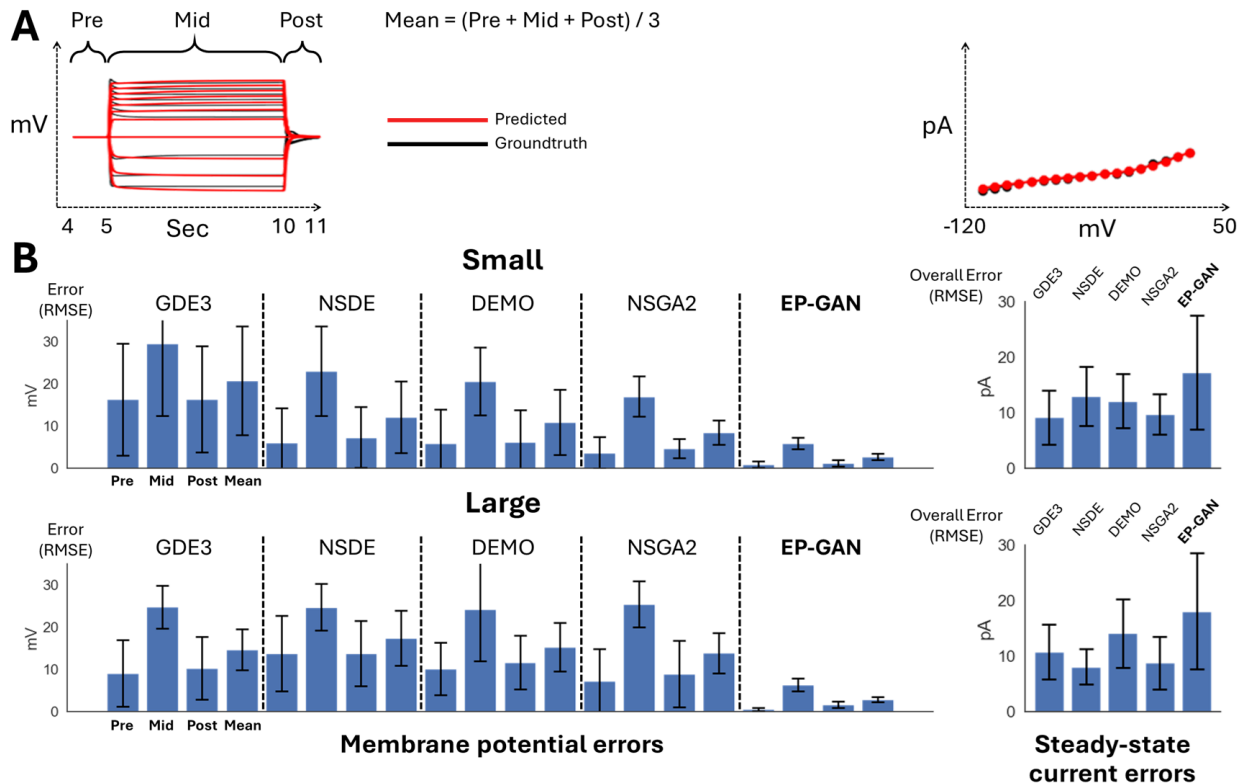 A
Pre Mid Post
Mean = (Pre + Mid + Post) / 3
mV
Predicted
Groundtruth
4 5 Sec 10 11
pA
-120 mV 50
B
Small
Error
(RMSE)
GDE3 NSDE DEMO NSGA2 EP-GAN
mV
30
20
10
0
Pre Mid Post Mean
Overall Error
(RMSE)
GDE3 NSDE DEMO NSGA2 EP-GAN
pA
30
20
10
0
Large
Error
(RMSE)
GDE3 NSDE DEMO NSGA2 EP-GAN
mV
30
20
10
0
Pre Mid Post Mean
Membrane potential errors
Overall Error
(RMSE)
GDE3 NSDE DEMO NSGA2 EP-GAN
pA
30
20
10
0
Steady-state
current errors